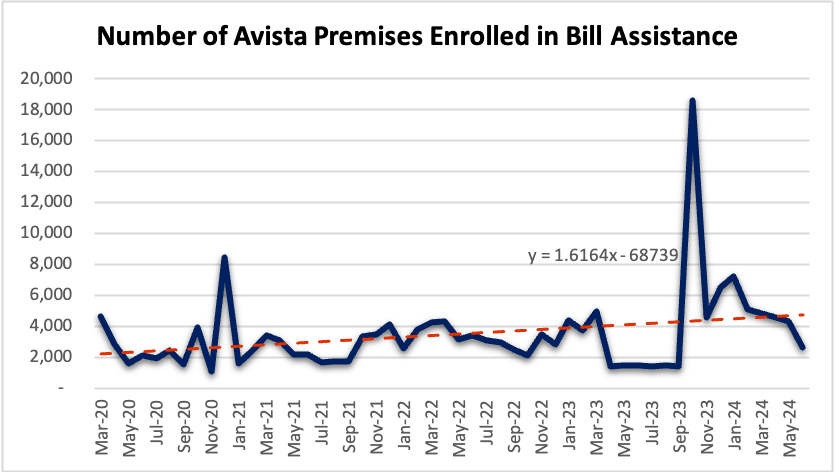 Number of Avista Premises Enrolled in Bill Assistance
20,000
18,000
16,000
14,000
12,000
10,000
8,000
6,000
4,000
2,000
-
y = 1.6164x - 68739
Mar-20
May-20
Jul-20
Sep-20
Nov-20
Jan-21
Mar-21
May-21
Jul-21
Sep-21
Nov-21
Jan-22
Mar-22
May-22
Jul-22
Sep-22
Nov-22
Jan-23
Mar-23
May-23
Jul-23
Sep-23
Nov-23
Jan-24
Mar-24
May-24